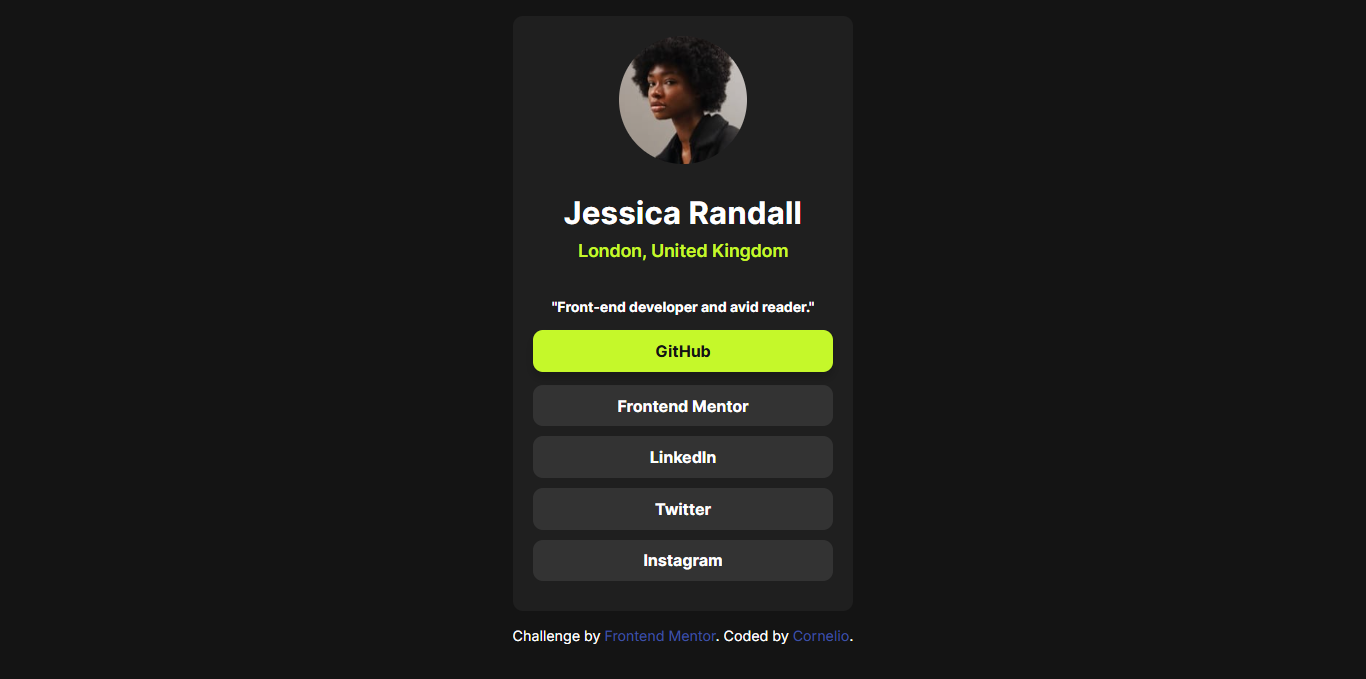 Jessica Randall
London, United Kingdom
"Front-end developer and avid reader."
GitHub
Frontend Mentor
LinkedIn
Twitter
Instagram
Challenge by Frontend Mentor. Coded by Cornelio.